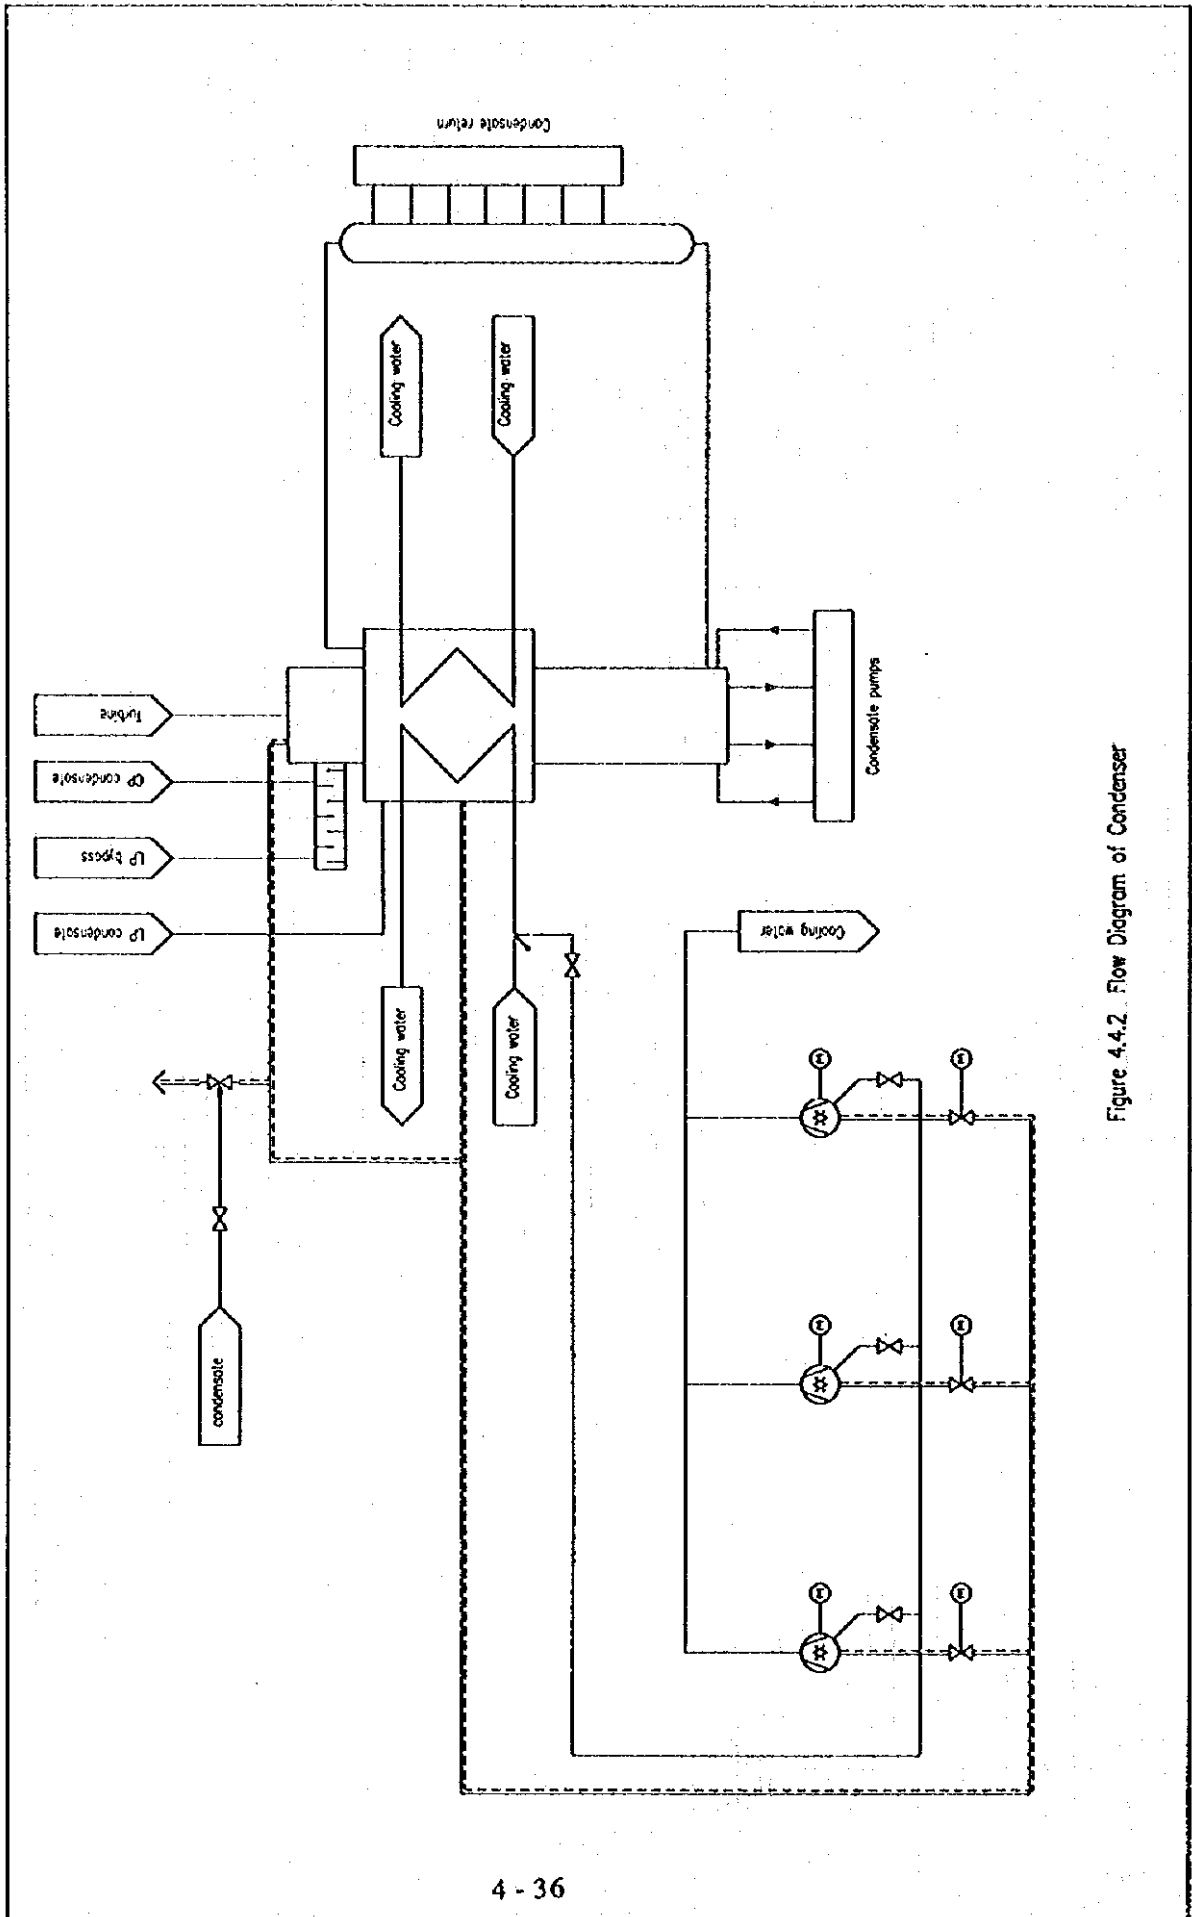 Condensate return
Cooling water
Cooling water
Turbine
CP condensate
LP bypass
LP condensate
Condensate pumps
Cooling water
Cooling water
Cooling water
condensate
M
M
M
M
M
M
Figure 4.4.2 Flow Diagram of Condenser
4 - 36